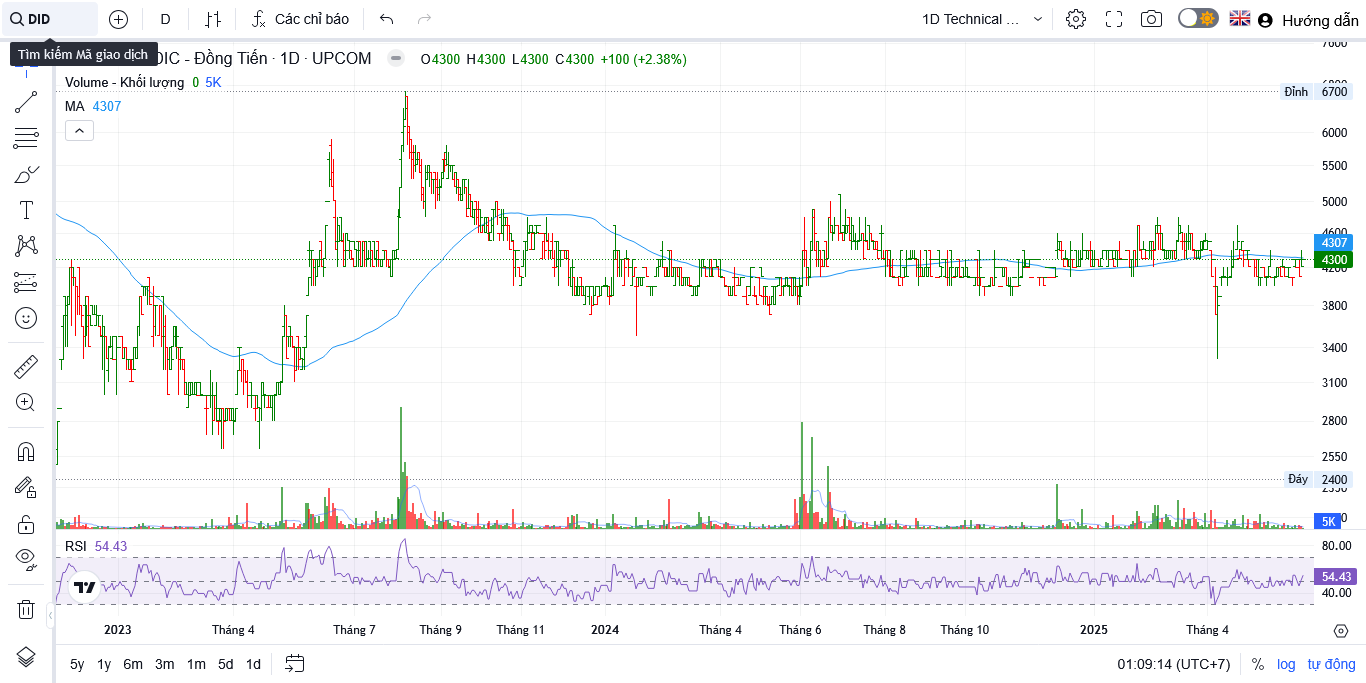 DID D Các chỉ báo 1D Technical ... Hướng dẫn
Tìm kiếm Mã giao dịch
DIC - Đồng Tiến · 1D · UPCOM O4300 H4300 L4300 C4300 +100 (+2.38%)
Volume - Khối lượng 0 5K
MA 4307
7600
Đỉnh 6700
6000
5500
5000
4600
4307
4300
4200
3800
3400
3100
2800
2550
Đáy 2400
5K
RSI 54.43
80.00
54.43
40.00
2023 Tháng 4 Tháng 7 Tháng 9 Tháng 11 2024 Tháng 4 Tháng 6 Tháng 8 Tháng 10 2025 Tháng 4
5y 1y 6m 3m 1m 5d 1d 01:09:14 (UTC+7) % log tự động